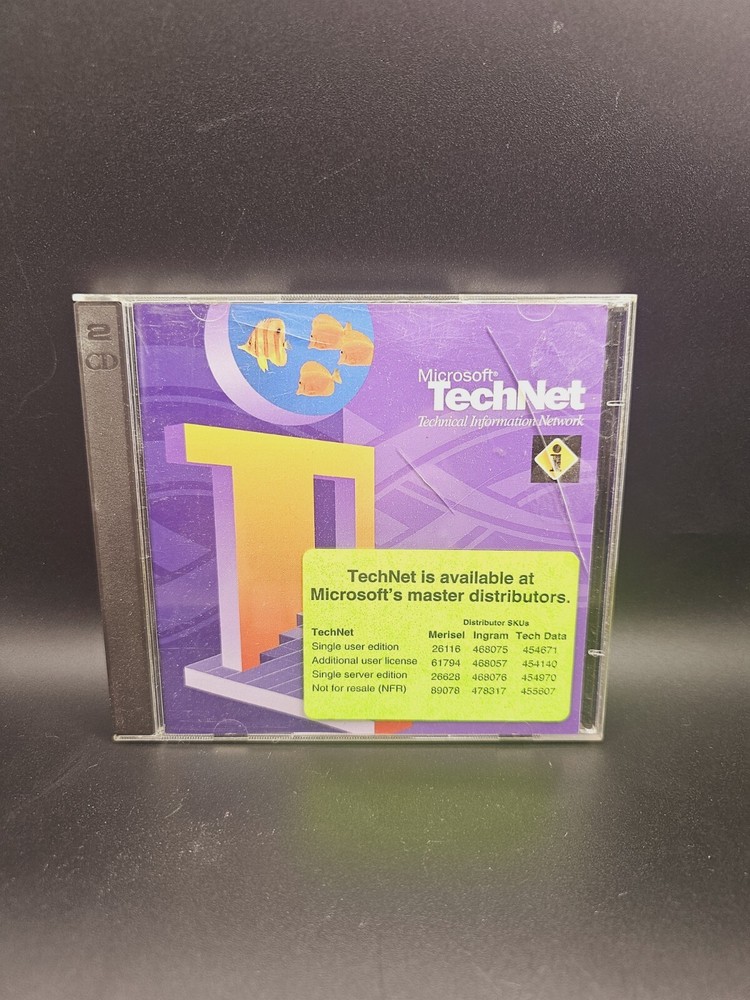 2
CD
Microsoft®
TechNet
Technical Information Network
TechNet is available at
Microsoft's master distributors.
Distributor SKUs
TechNet Merisel Ingram Tech Data
Single user edition 26116 468075 454671
Additional user license 61794 468057 454140
Single server edition 26628 468076 454970
Not for resale (NFR) 89078 478317 455607